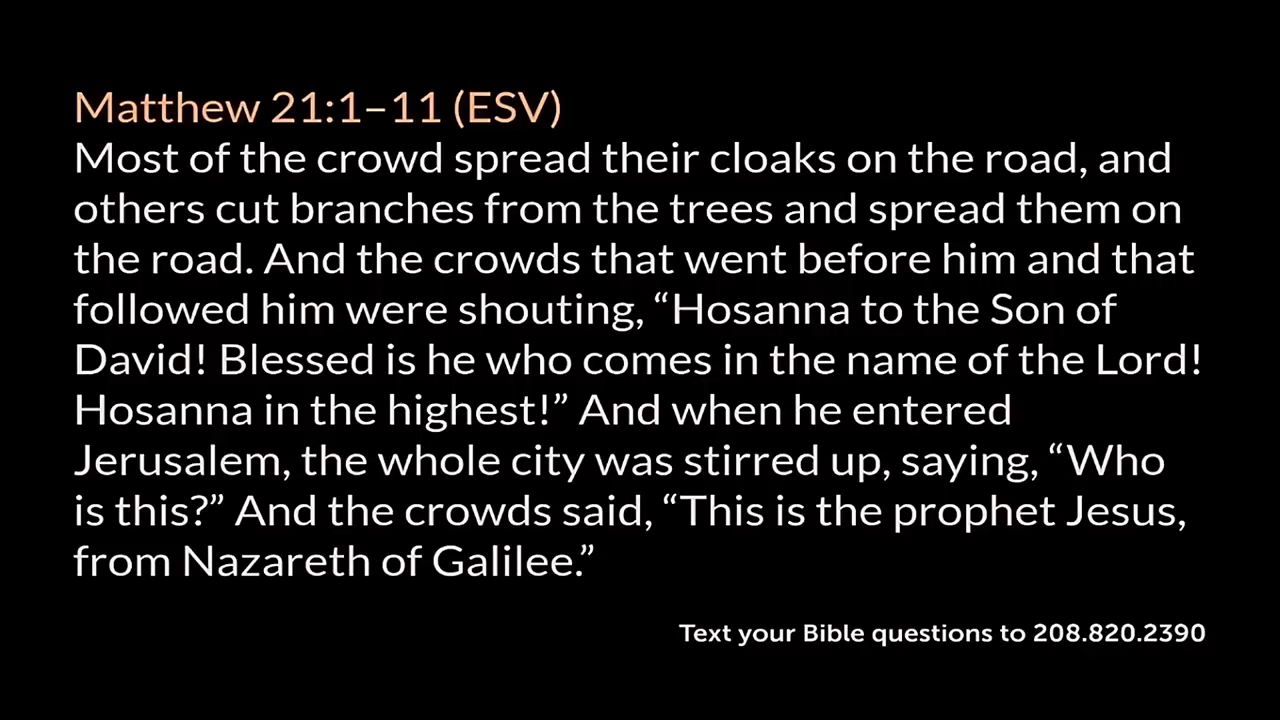 Matthew 21:1–11 (ESV)
Most of the crowd spread their cloaks on the road, and
others cut branches from the trees and spread them on
the road. And the crowds that went before him and that
followed him were shouting, “Hosanna to the Son of
David! Blessed is he who comes in the name of the Lord!
Hosanna in the highest!” And when he entered
Jerusalem, the whole city was stirred up, saying, “Who
is this?” And the crowds said, “This is the prophet Jesus,
from Nazareth of Galilee.”
Text your Bible questions to 208.820.2390